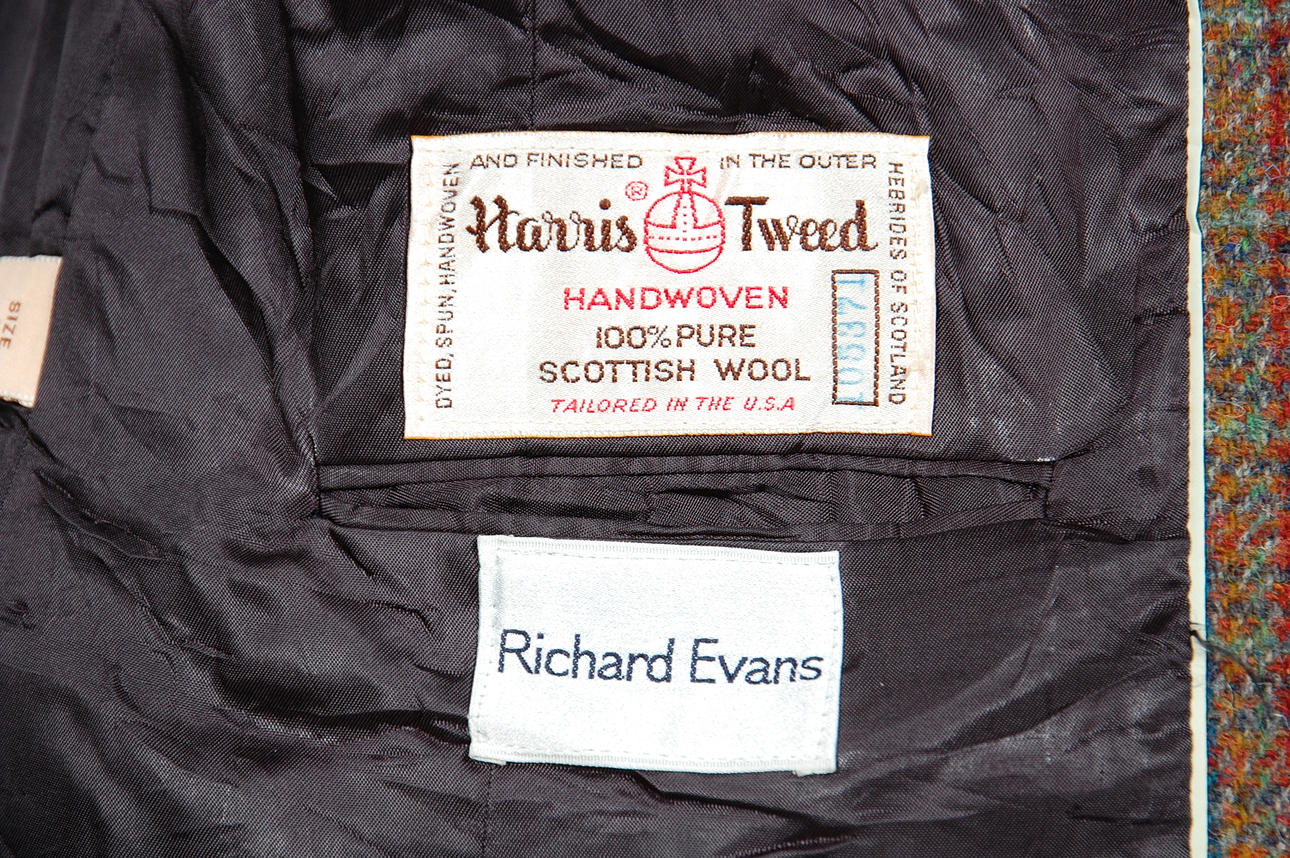 DYED, SPUN, HANDWOVEN
AND FINISHED IN THE OUTER
HEBRIDES OF SCOTLAND
Harris ® Tweed
HANDWOVEN
100% PURE
SCOTTISH WOOL
TAILORED IN THE U.S.A
Richard Evans
SIZE